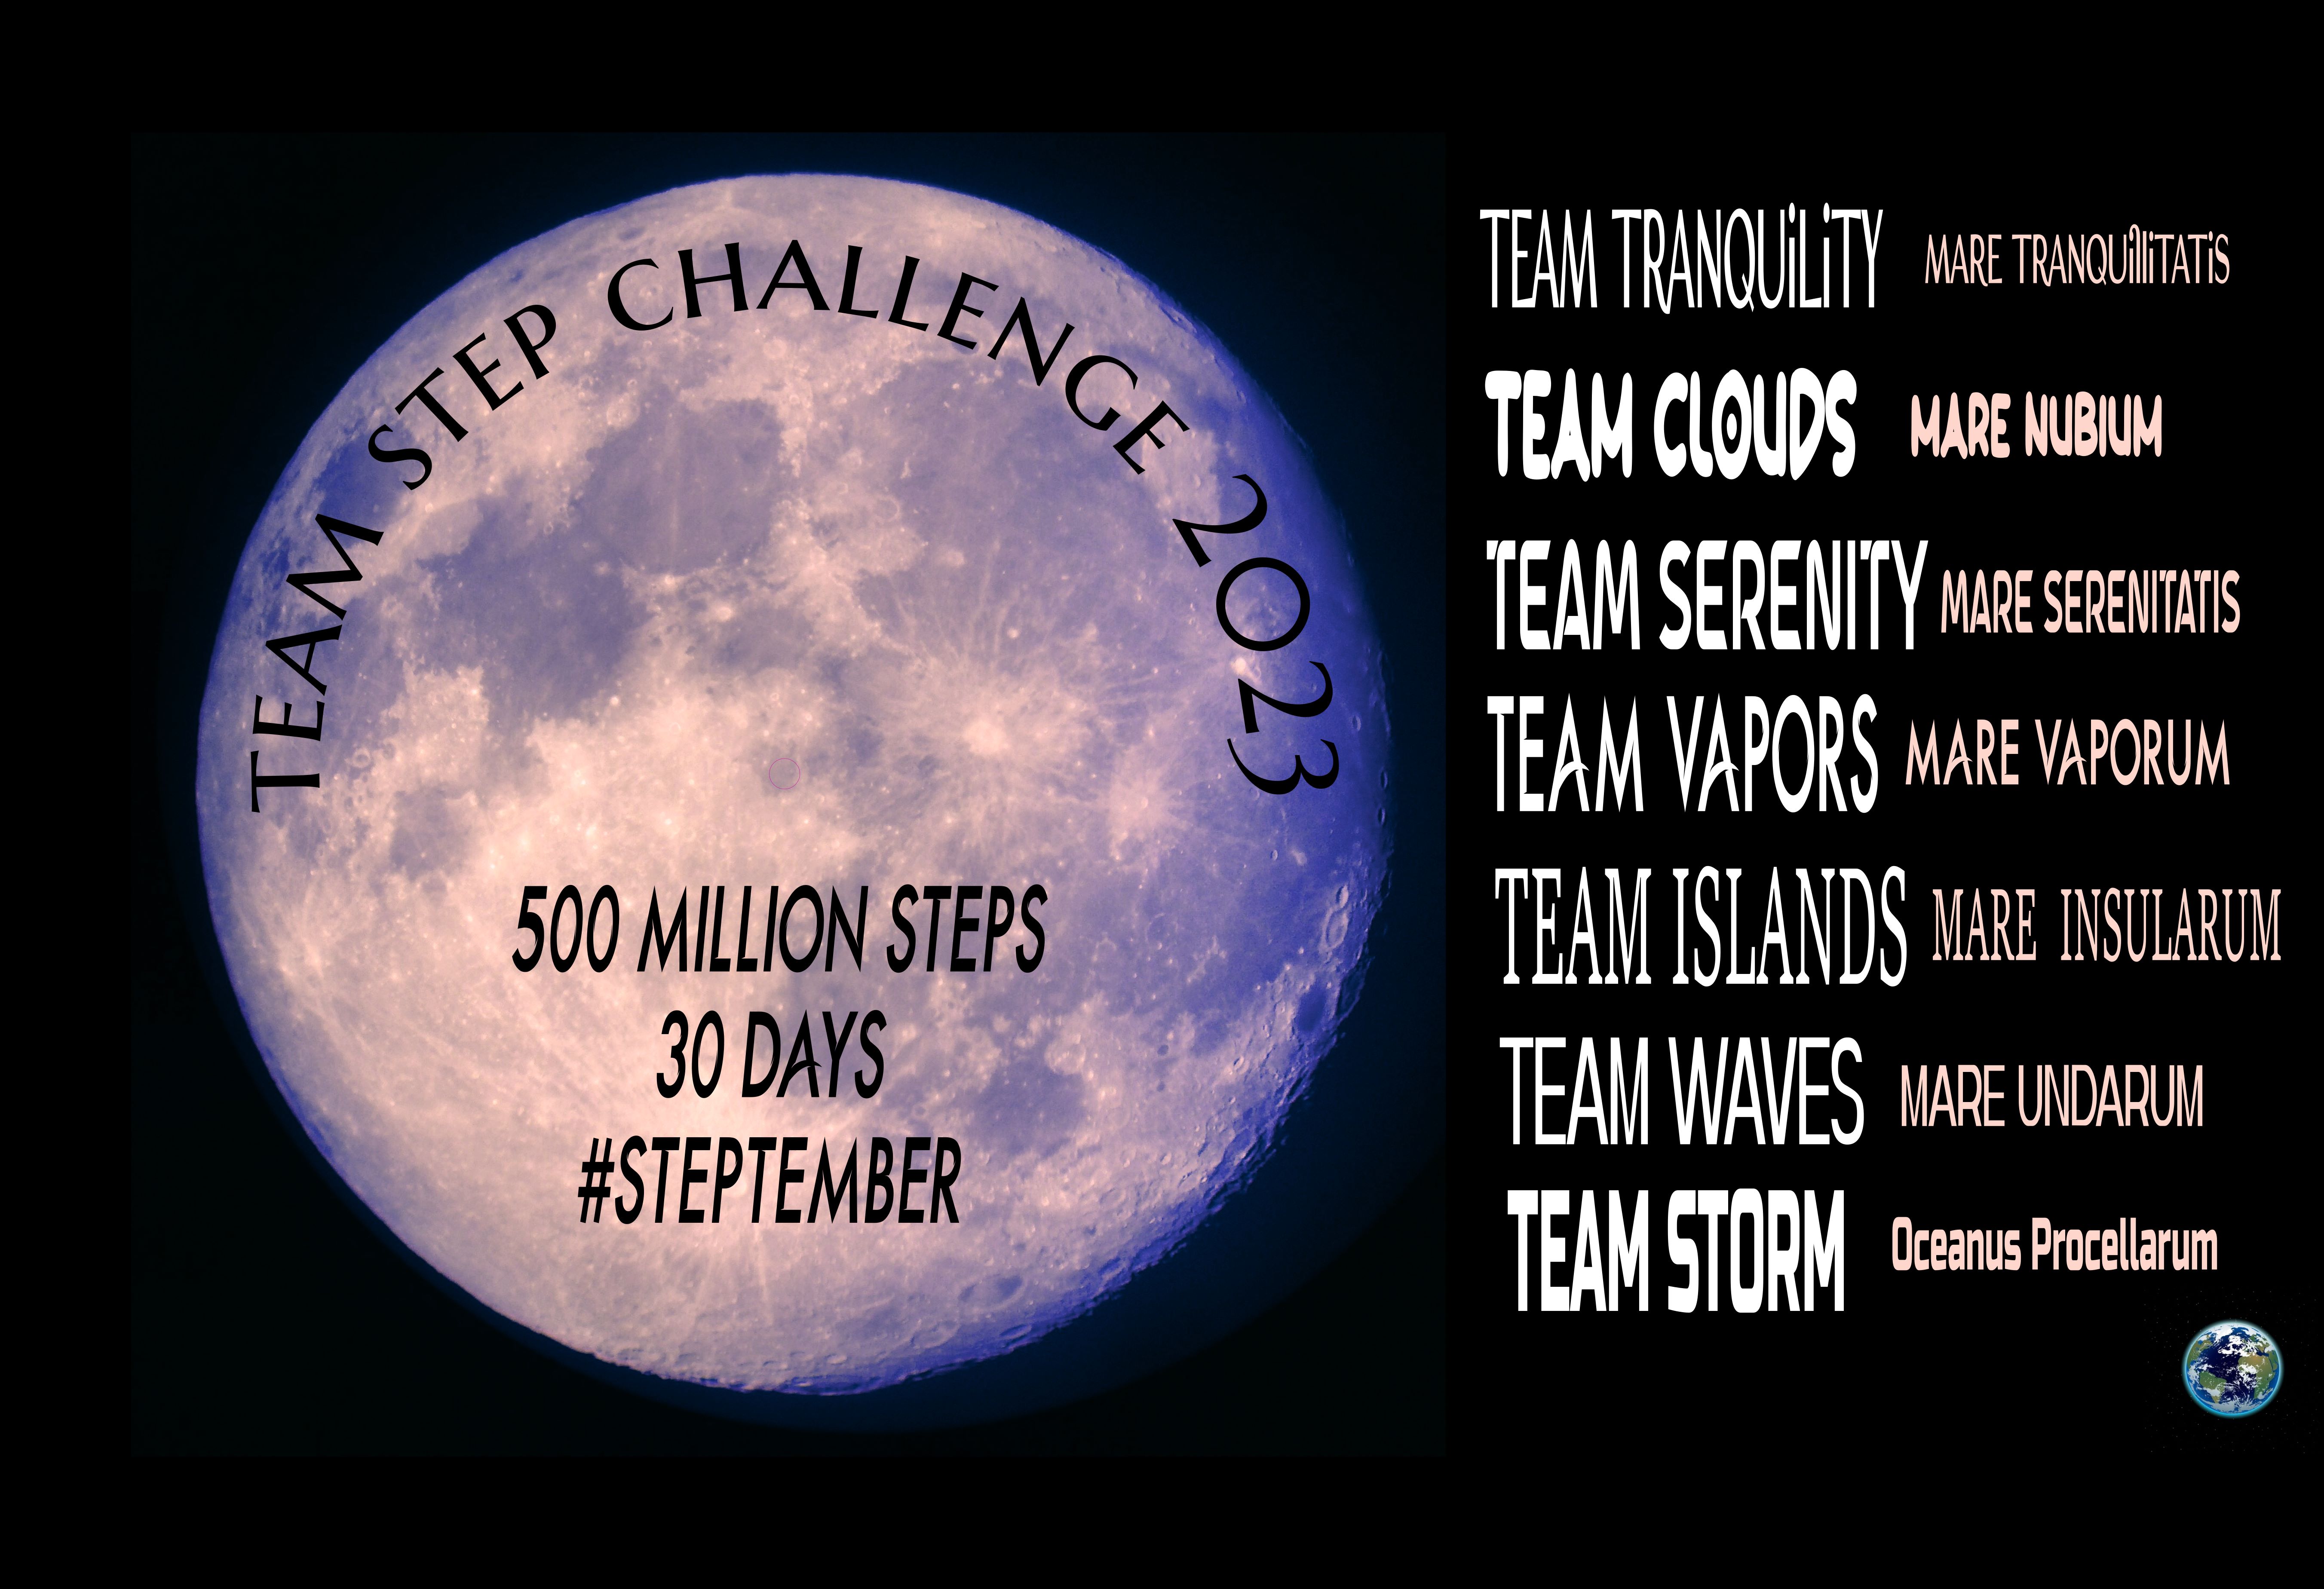 TEAM STEP CHALLENGE 2023
500 MILLION STEPS
30 DAYS
#STEPTEMBER
TEAM TRANQUiLiTY MARE TRANQUilliTATiS
TEAM CLOUDS MARE NUBIUM
TEAM SERENITY MARE SERENITATIS
TEAM VAPORS MARE VAPORUM
TEAM ISLANDS MARE INSULARUM
TEAM WAVES MARE UNDARUM
TEAM STORM Oceanus Procellarum